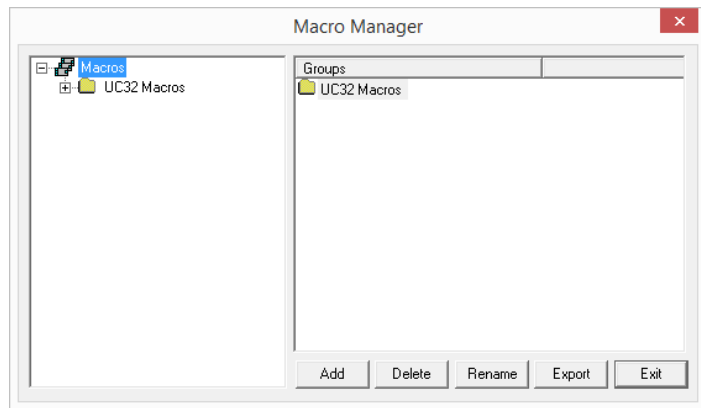 Macro Manager
Macros
UC32 Macros
Groups
UC32 Macros
Add Delete Rename Export Exit